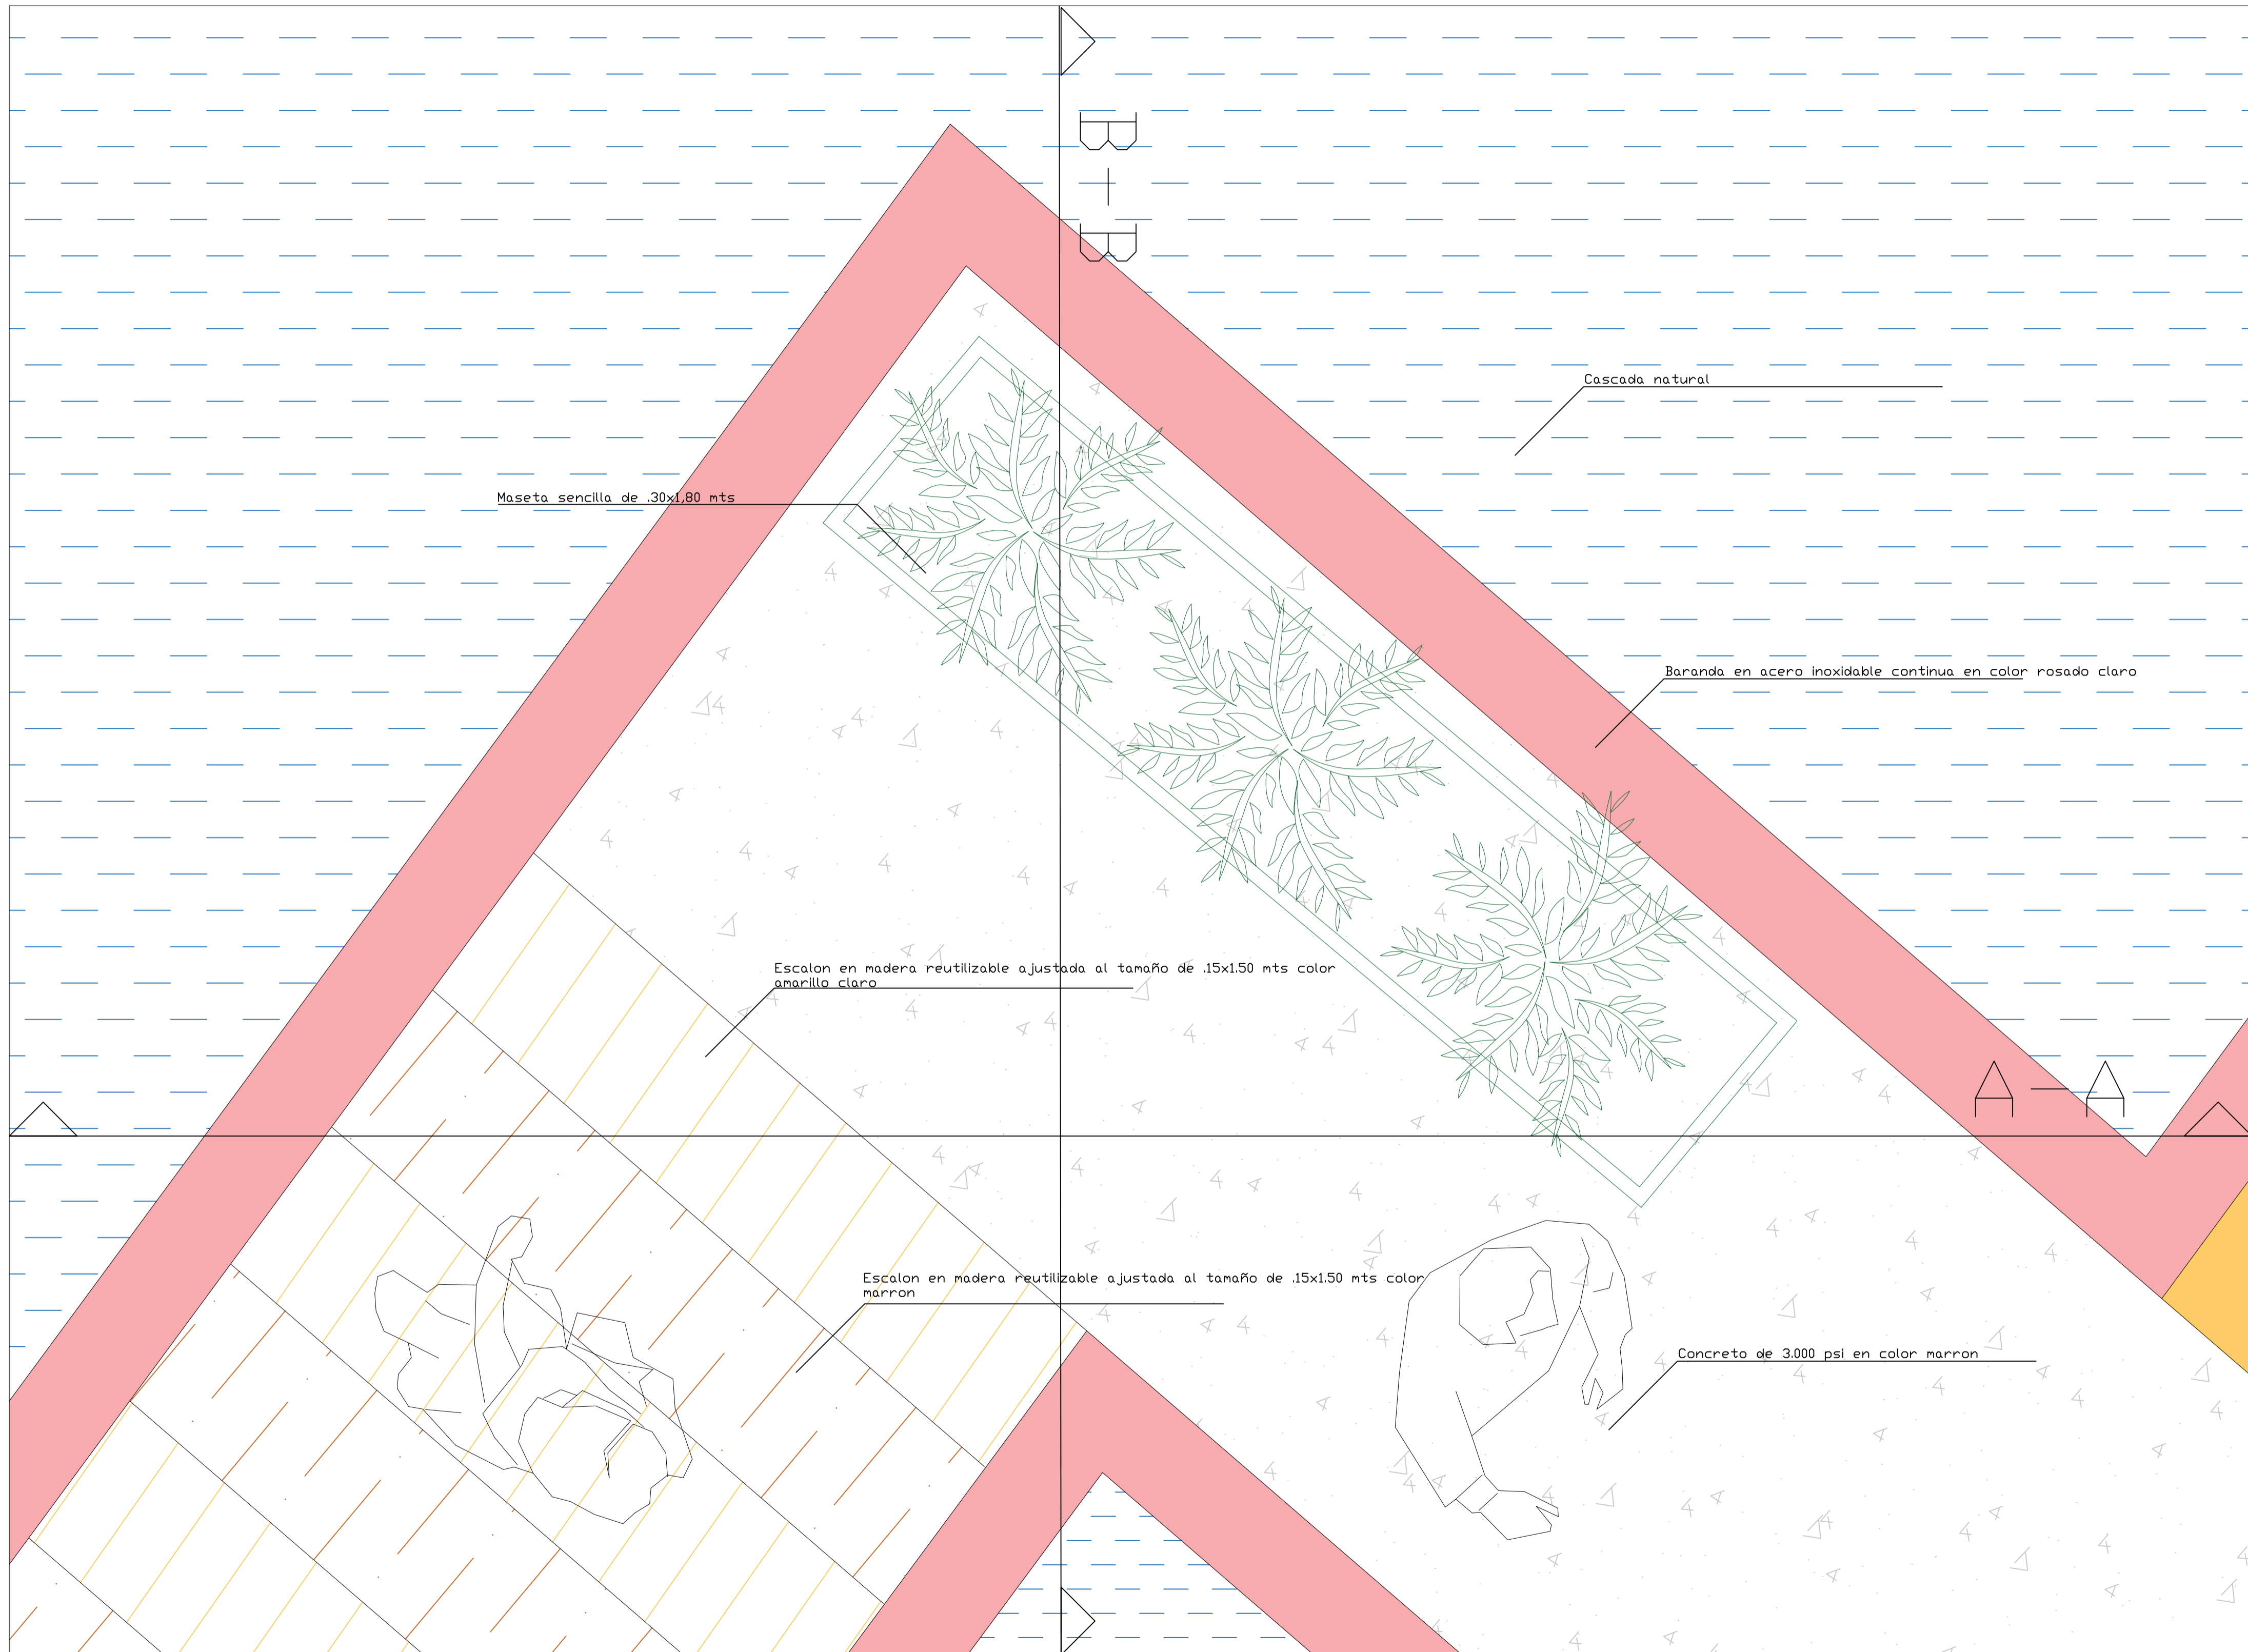 B-B
Cascada natural
Maseta sencilla de .30x1,80 mts
Baranda en acero inoxidable continua en color rosado claro
Escalon en madera reutilizable ajustada al tamaño de .15x1.50 mts color
amarillo claro
A-A
Escalon en madera reutilizable ajustada al tamaño de .15x1.50 mts color
marron
Concreto de 3.000 psi en color marron